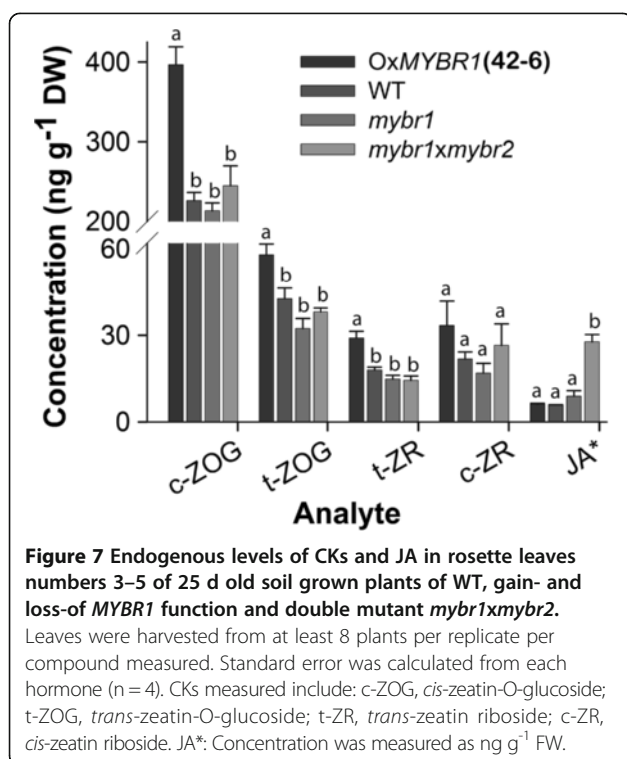 OxMYBR1(42-6)
WT
mybr1
mybr1xmybr2
Concentration (ng g-1 DW)
400
300
200
60
30
0
a b b b
a b b b
a b b b
a a a a
a a a b
c-ZOG
t-ZOG
t-ZR
c-ZR
JA*
Analyte
Figure 7 Endogenous levels of CKs and JA in rosette leaves
numbers 3–5 of 25 d old soil grown plants of WT, gain- and
loss-of MYBR1 function and double mutant mybr1xmybr2.
Leaves were harvested from at least 8 plants per replicate per
compound measured. Standard error was calculated from each
hormone (n = 4). CKs measured include: c-ZOG, cis-zeatin-O-glucoside;
t-ZOG, trans-zeatin-O-glucoside; t-ZR, trans-zeatin riboside; c-ZR,
cis-zeatin riboside. JA*: Concentration was measured as ng g-1 FW.